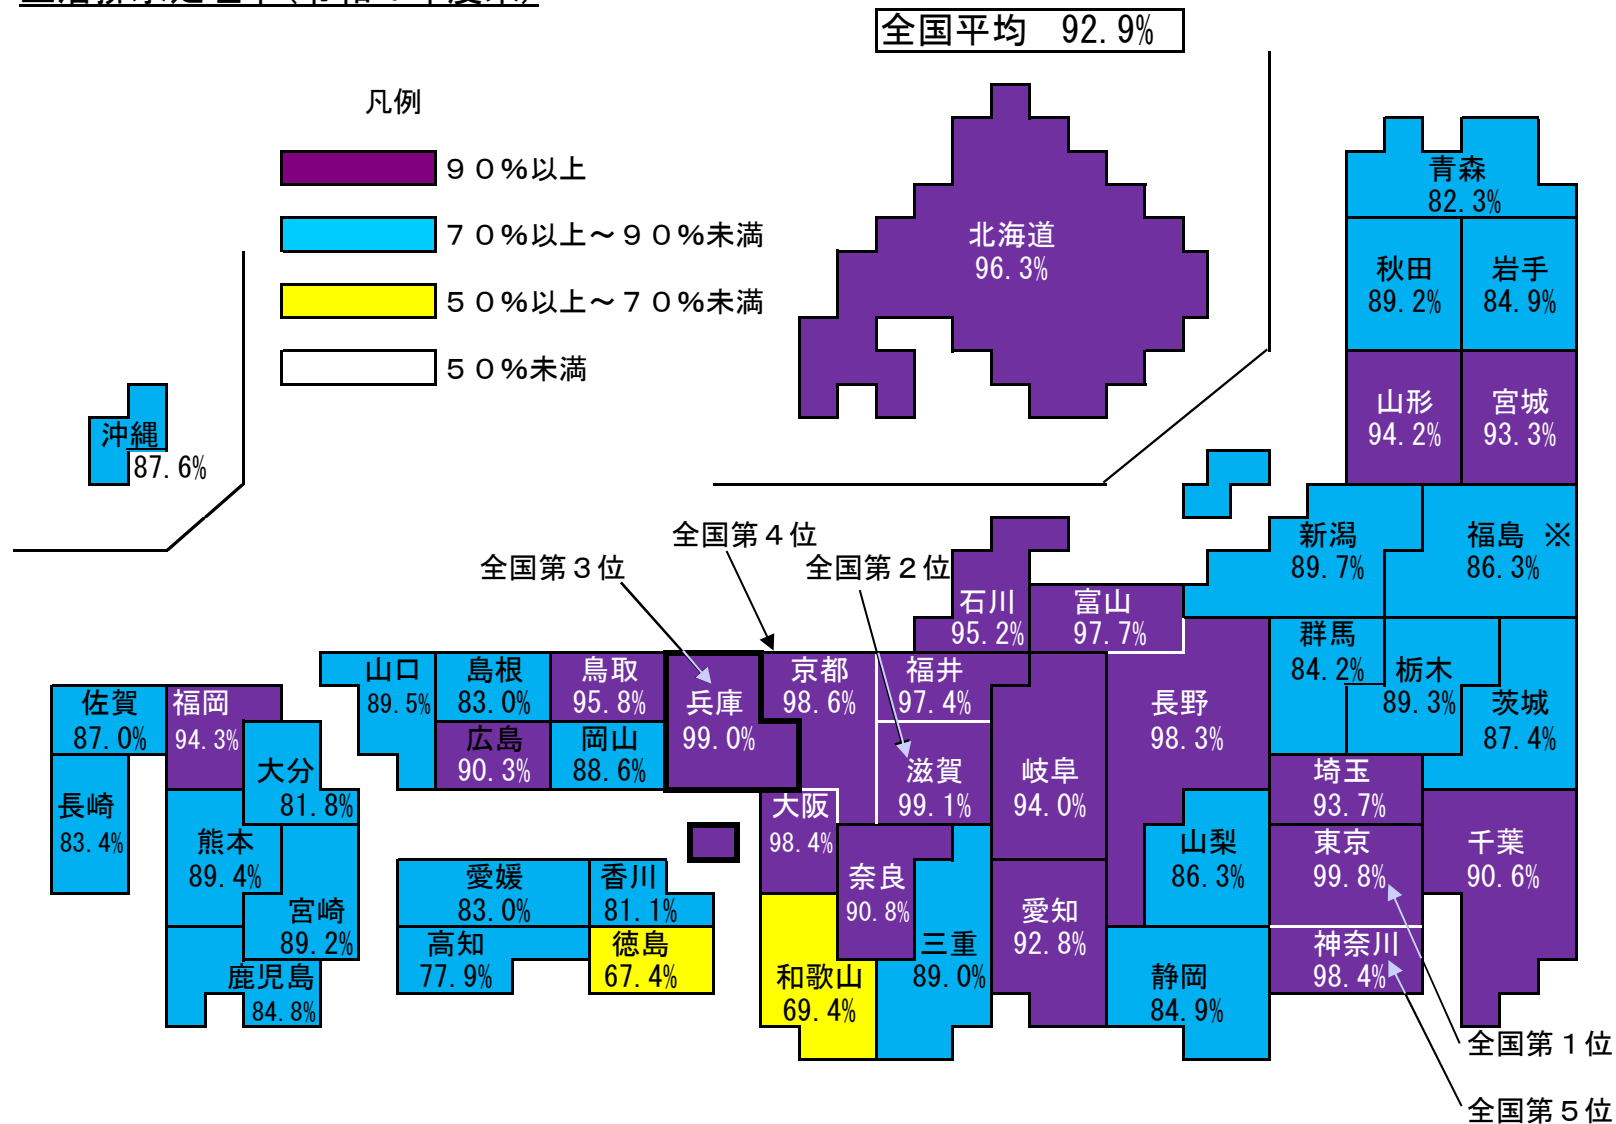 全国平均　92.9%
凡例
９０％以上
７０％以上～９０％未満
５０％以上～７０％未満
５０％未満
北海道
96.3%
青森
82.3%
秋田
89.2%
岩手
84.9%
山形
94.2%
宮城
93.3%
沖縄
87.6%
新潟
89.7%
福島 ※
86.3%
全国第４位
全国第３位
全国第２位
石川
95.2%
富山
97.7%
群馬
84.2%
栃木
89.3%
茨城
87.4%
山口
89.5%
島根
83.0%
鳥取
95.8%
兵庫
99.0%
京都
98.6%
福井
97.4%
長野
98.3%
佐賀
87.0%
福岡
94.3%
広島
90.3%
岡山
88.6%
滋賀
99.1%
岐阜
94.0%
埼玉
93.7%
大分
81.8%
長崎
83.4%
大阪
98.4%
熊本
89.4%
山梨
86.3%
東京
99.8%
千葉
90.6%
愛媛
83.0%
香川
81.1%
奈良
90.8%
愛知
92.8%
宮崎
89.2%
高知
77.9%
徳島
67.4%
三重
89.0%
神奈川
98.4%
鹿児島
84.8%
和歌山
69.4%
静岡
84.9%
全国第１位
全国第５位